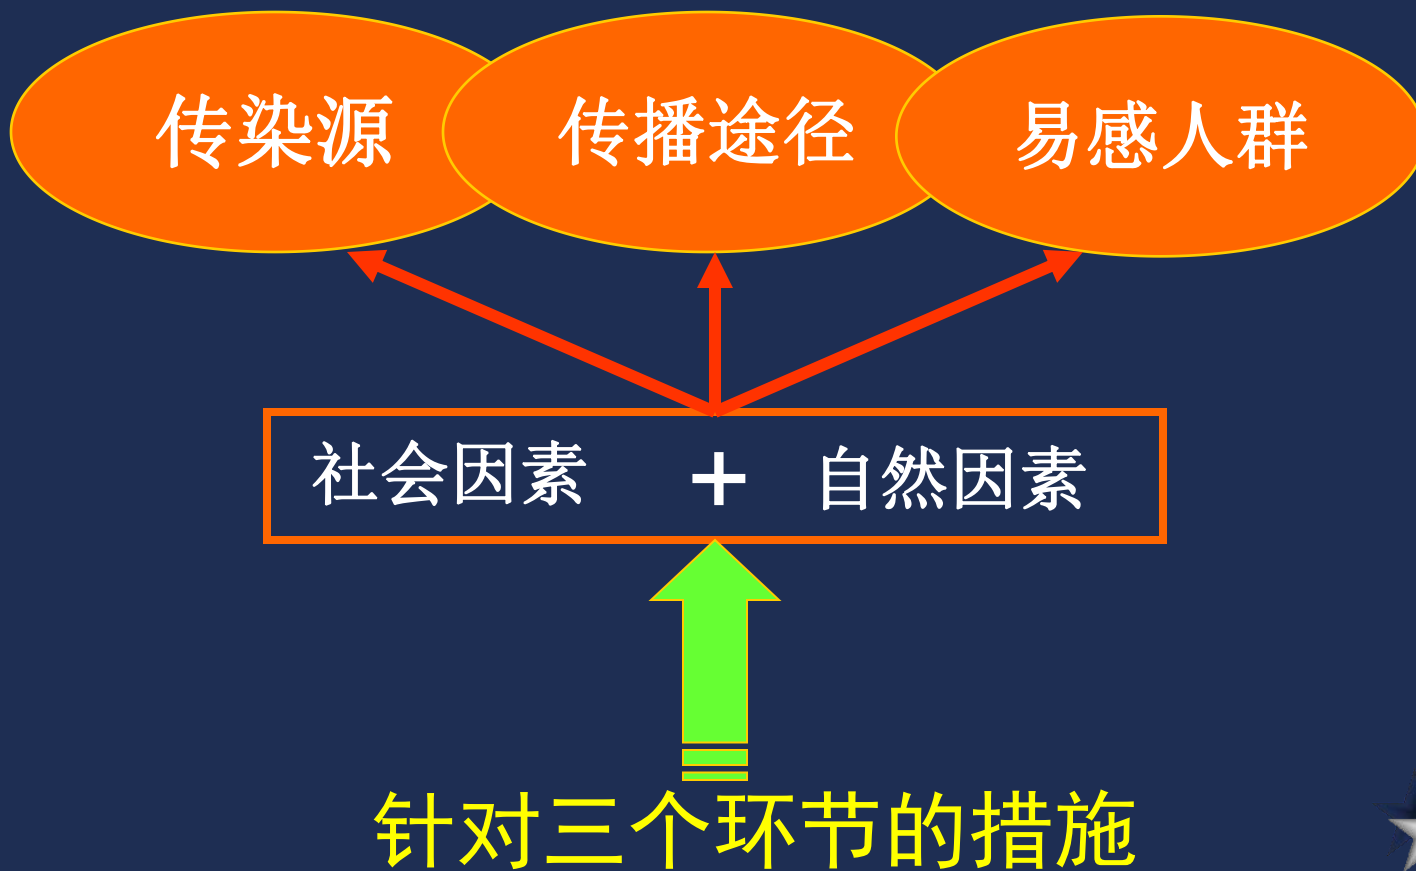 传染源
传播途径
易感人群
社会因素 + 自然因素
针对三个环节的措施